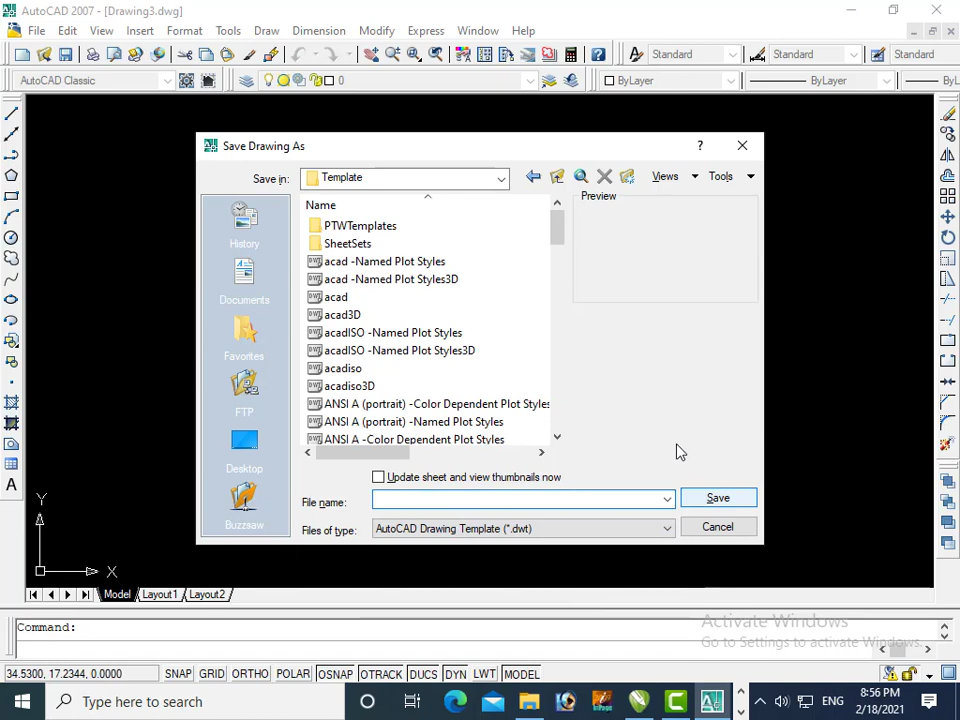 AutoCAD 2007 - [Drawing3.dwg]
File Edit View Insert Format Tools Draw Dimension Modify Express Window Help
Standard Standard Standard
AutoCAD Classic 0 ByLayer ByLayer ByL
Save Drawing As
Save in: Template Views Tools
Name
Preview
PTWTemplates
SheetSets
acad -Named Plot Styles
acad -Named Plot Styles3D
acad
acad3D
acadISO -Named Plot Styles
acadISO -Named Plot Styles3D
acadiso
acadiso3D
ANSI A (portrait) -Color Dependent Plot Styles
ANSI A (portrait) -Named Plot Styles
ANSI A -Color Dependent Plot Styles
History
Documents
Favorites
FTP
Desktop
Buzzsaw
Update sheet and view thumbnails now
File name: Save
Files of type: AutoCAD Drawing Template (*.dwt) Cancel
A
Y
X
Model Layout1 Layout2
Command:
Activate Windows
Go to Settings to activate Windows.
34.5300, 17.2344, 0.0000 SNAP GRID ORTHO POLAR OSNAP OTRACK DUCS DYN LWT MODEL
Type here to search
ENG
8:56 PM
2/18/2021